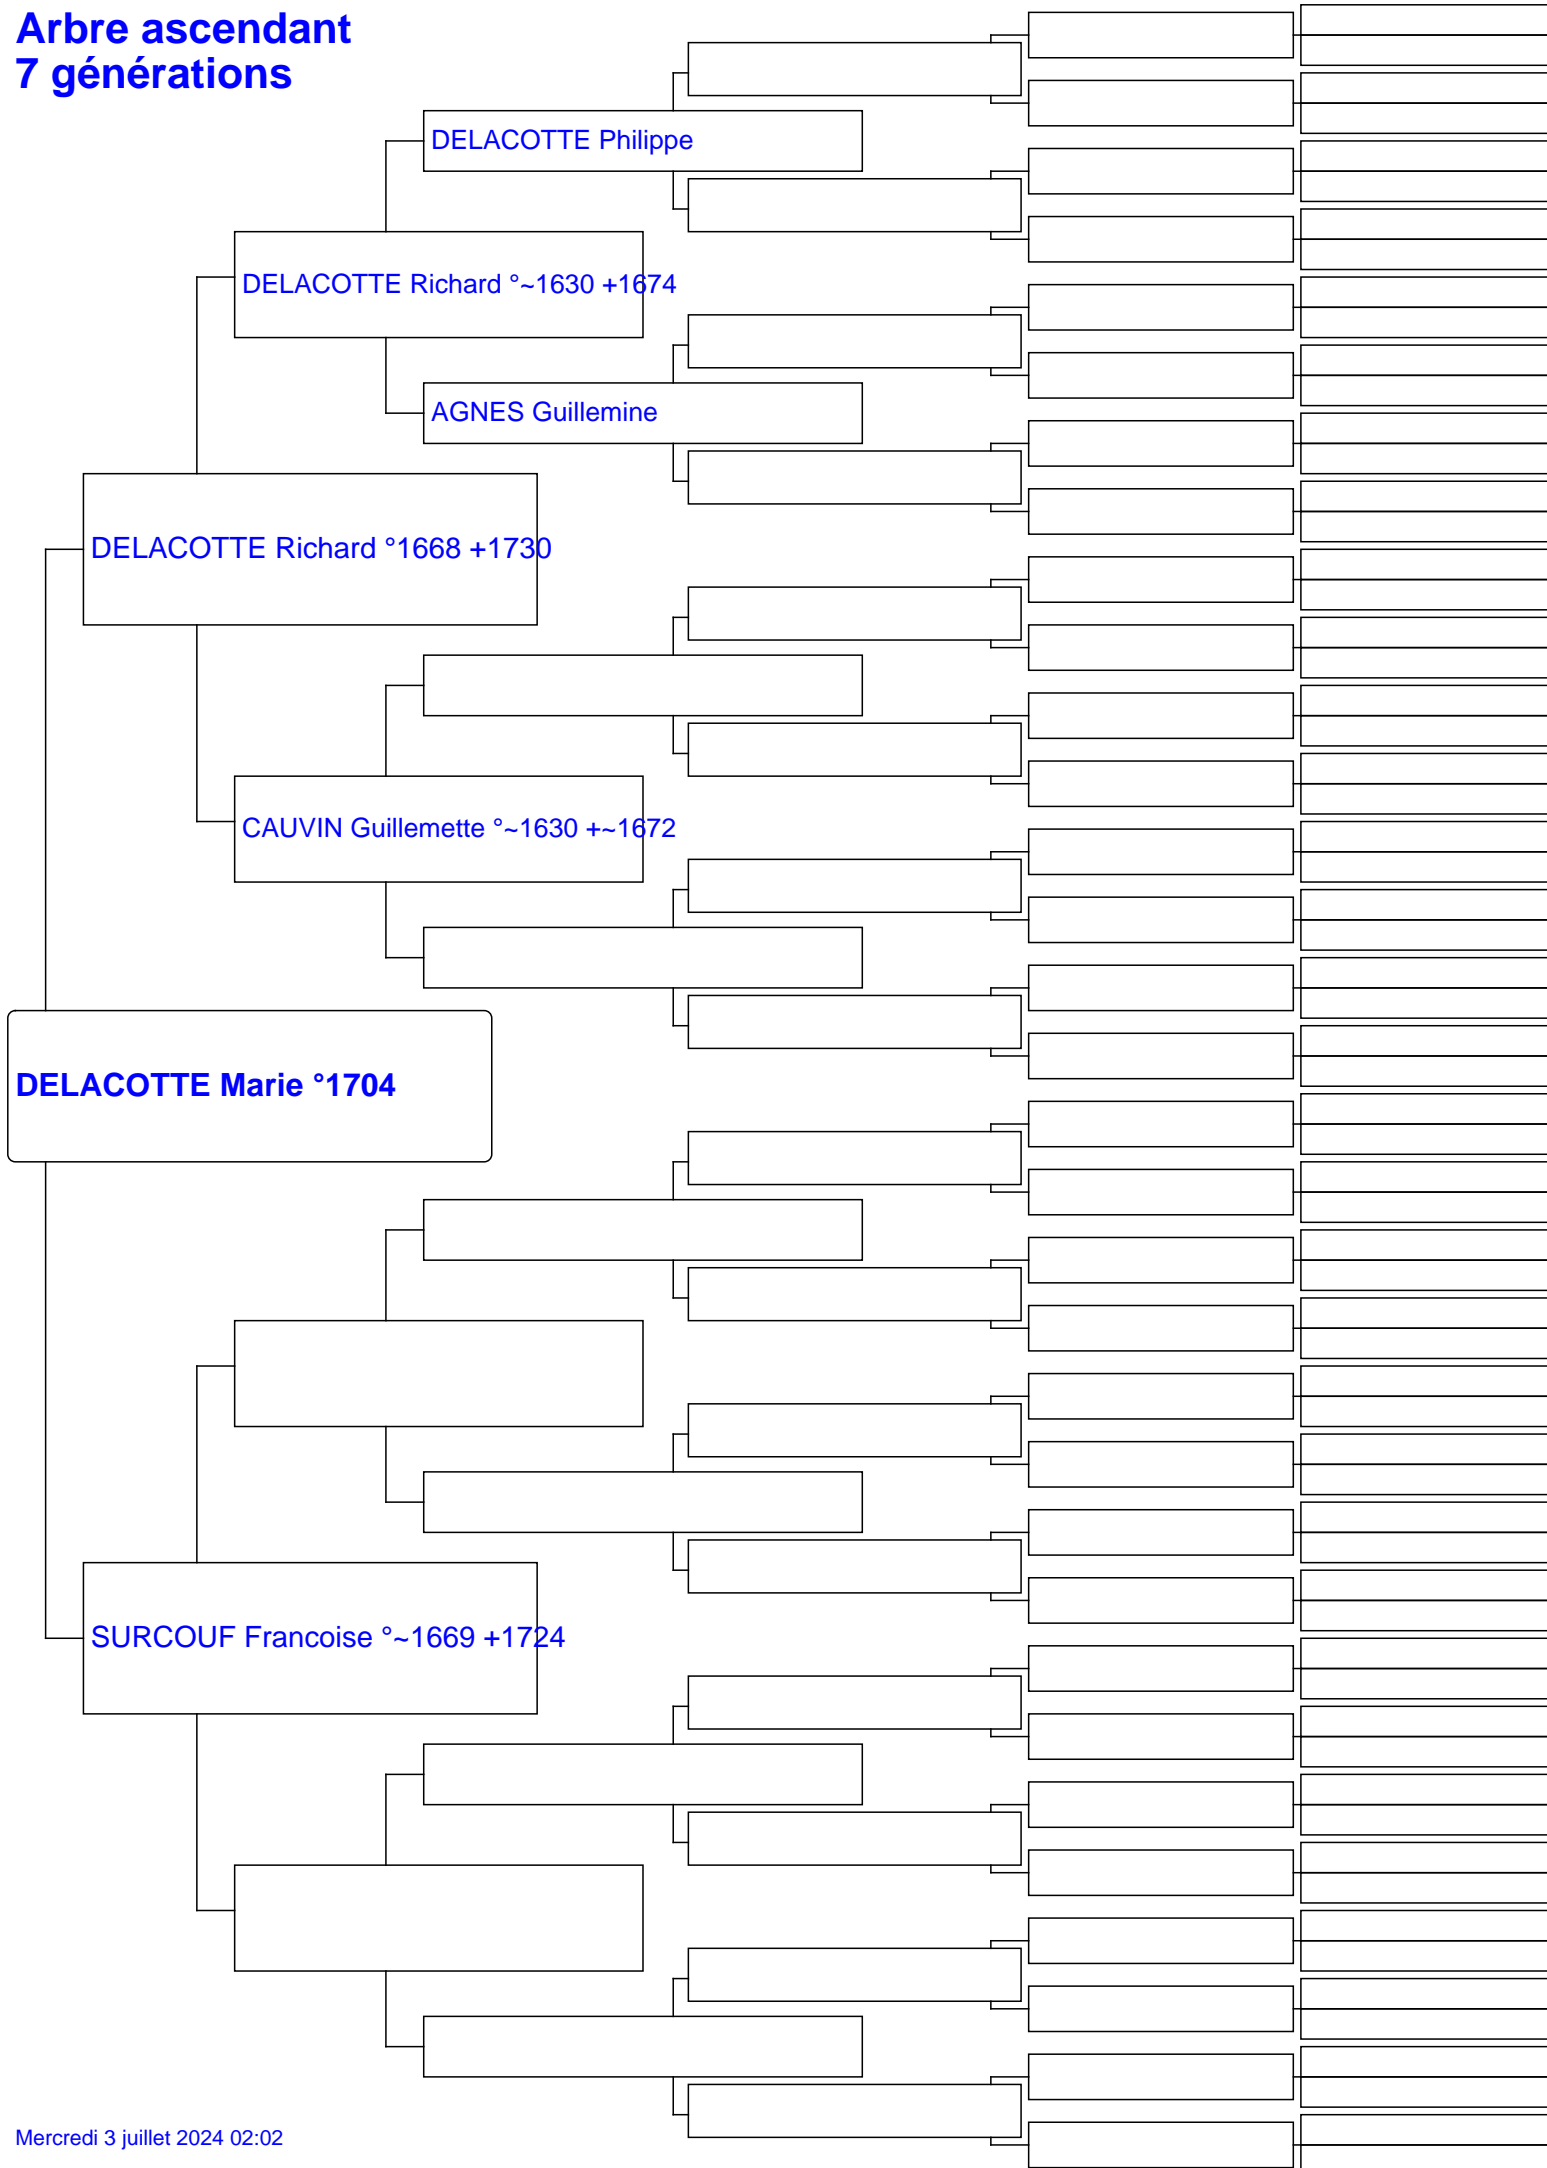 Arbre ascendant
7 générations
DELACOTTE Philippe
DELACOTTE Richard °~1630 +1674
AGNES Guillemine
DELACOTTE Richard °1668 +1730
CAUVIN Guillemette °~1630 +~1672
DELACOTTE Marie °1704
SURCOUF Francoise °~1669 +1724
Mercredi 3 juillet 2024 02:02